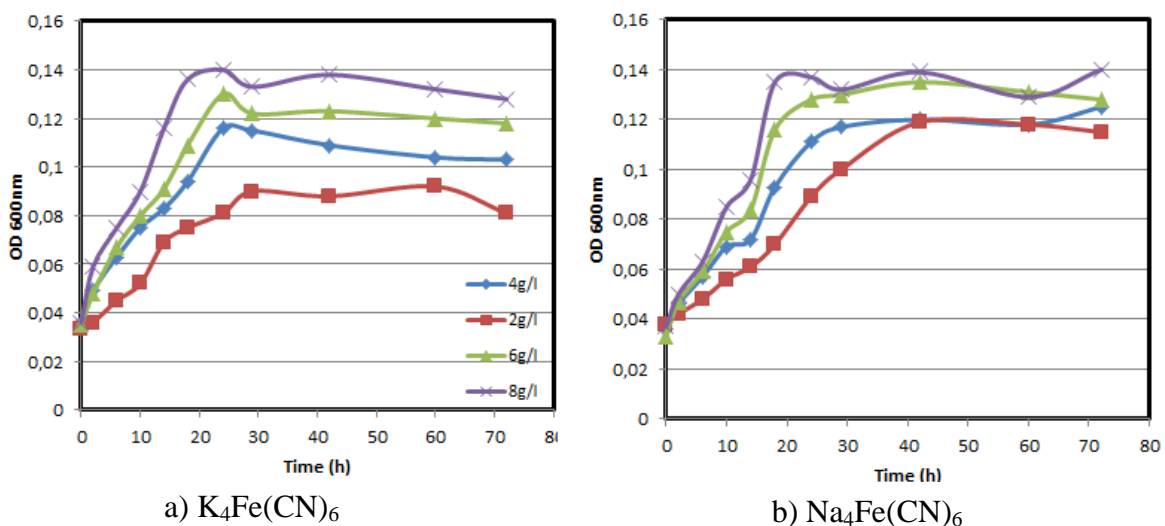 0,16
0,14
0,12
0,1
0,08
0,06
0,04
0,02
0
OD 600nm
0 10 20 30 40 50 60 70 80
Time (h)
4g/l
2g/l
6g/l
8g/l
a) K₄Fe(CN)₆
0,16
0,14
0,12
0,1
0,08
0,06
0,04
0,02
0
OD 600nm
0 10 20 30 40 50 60 70 80
Time (h)
b) Na₄Fe(CN)₆